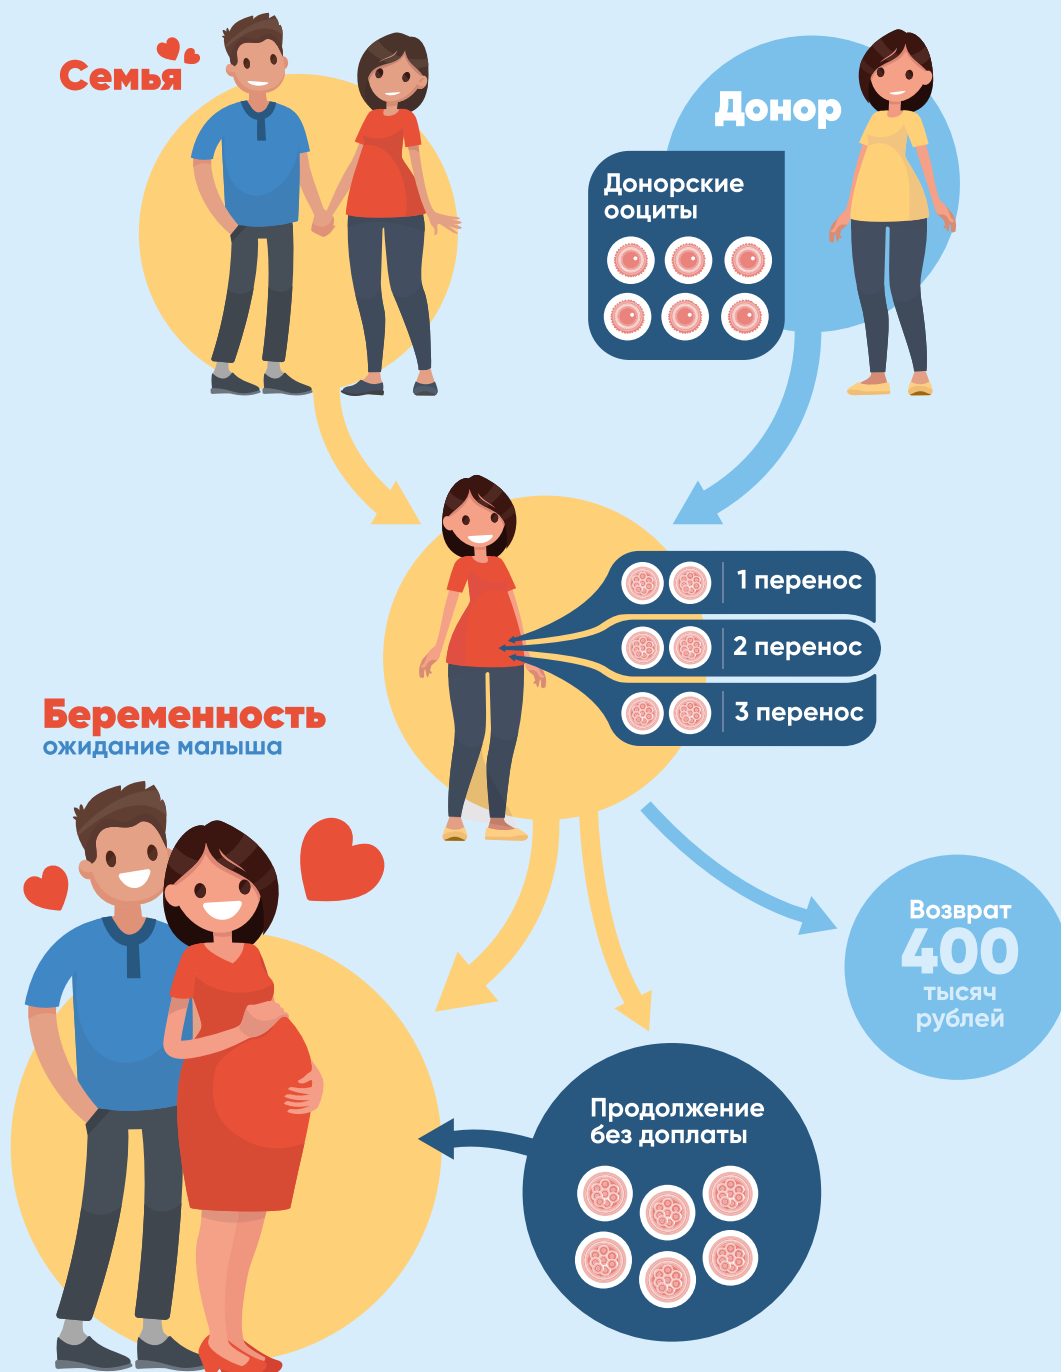 Семья
Донор
Донорские
ооциты
1 перенос
2 перенос
3 перенос
Беременность
ожидание малыша
Возврат
400
тысяч
рублей
Продолжение
без доплаты